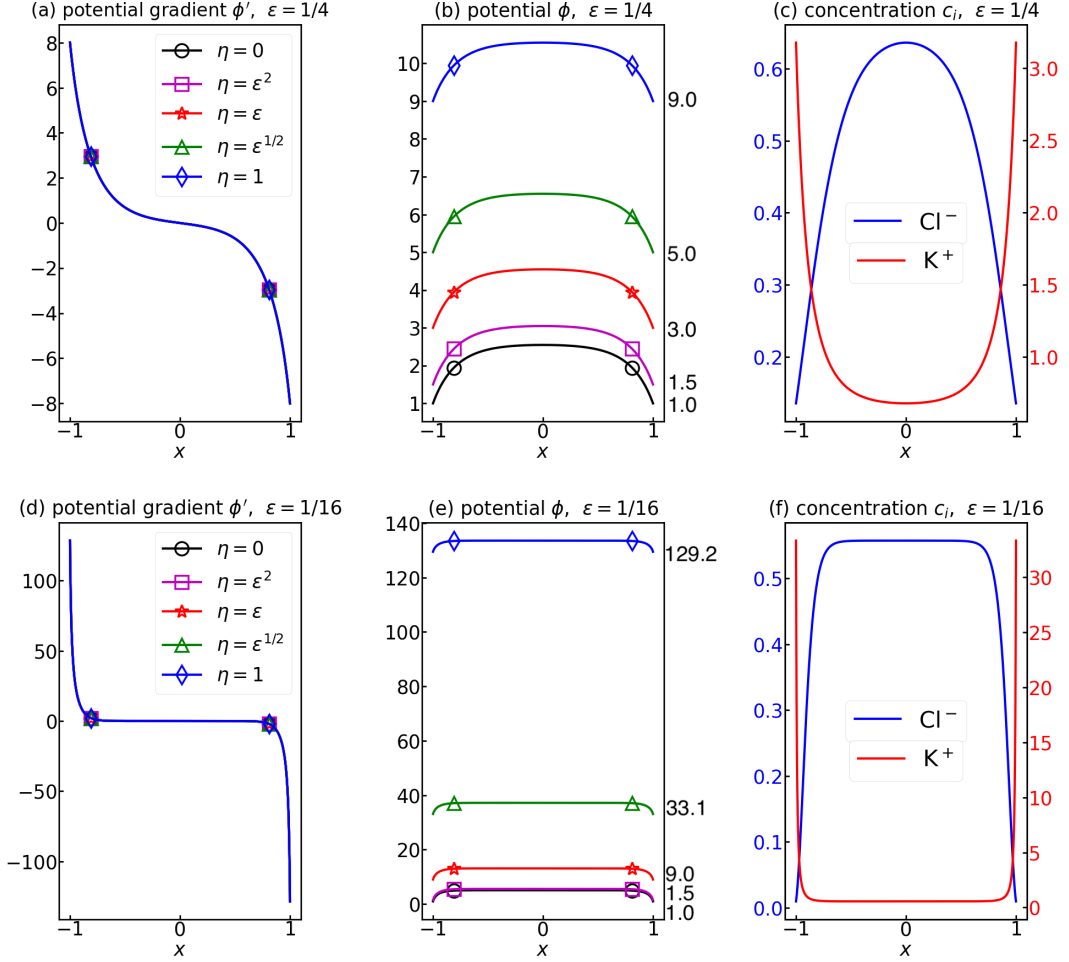 (a) potential gradient ϕ′, ε = 1/4
8
6
4
2
0
−2
−4
−6
−8
η = 0
η = ε²
η = ε
η = ε^{1/2}
η = 1
−1 0 1
x
(b) potential ϕ, ε = 1/4
10
9
8
7
6
5
4
3
2
1
9.0
5.0
3.0
1.5
1.0
−1 0 1
x
(c) concentration c_i, ε = 1/4
0.6
0.5
0.4
0.3
0.2
Cl⁻
K⁺
3.0
2.5
2.0
1.5
1.0
−1 0 1
x
(d) potential gradient ϕ′, ε = 1/16
100
50
0
−50
−100
η = 0
η = ε²
η = ε
η = ε^{1/2}
η = 1
−1 0 1
x
(e) potential ϕ, ε = 1/16
140
120
100
80
60
40
20
0
129.2
33.1
9.0
1.5
1.0
−1 0 1
x
(f) concentration c_i, ε = 1/16
0.5
0.4
0.3
0.2
0.1
0.0
Cl⁻
K⁺
30
25
20
15
10
5
0
−1 0 1
x